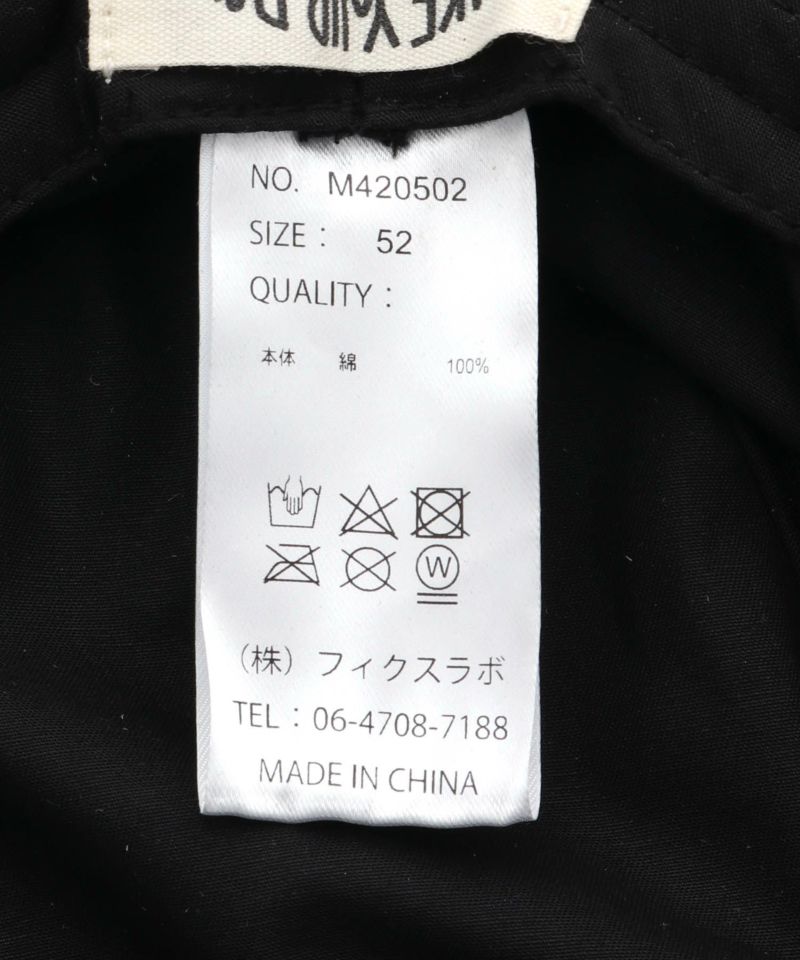 NO. M420502
SIZE : 52
QUALITY :
本体 綿 100%
W
(株) フィクスラボ
TEL : 06-4708-7188
MADE IN CHINA